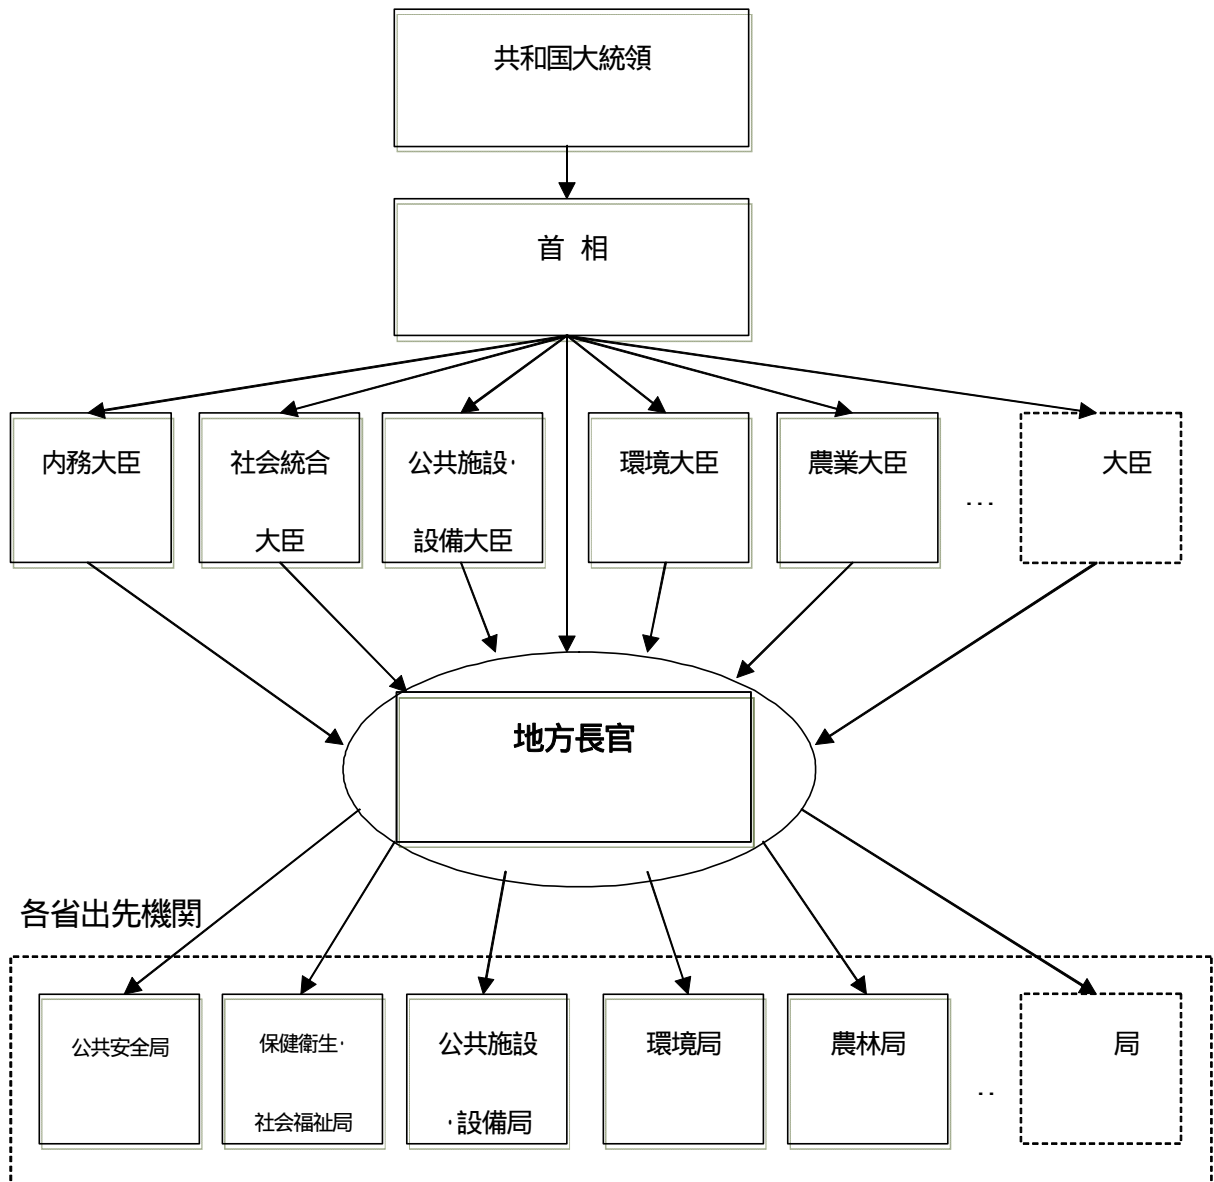 共和国大統領
首 相
内務大臣
社会統合
大臣
公共施設・
設備大臣
環境大臣
農業大臣
…
大臣
地方長官
各省出先機関
公共安全局
保健衛生・
社会福祉局
公共施設
・設備局
環境局
農林局
‥
局